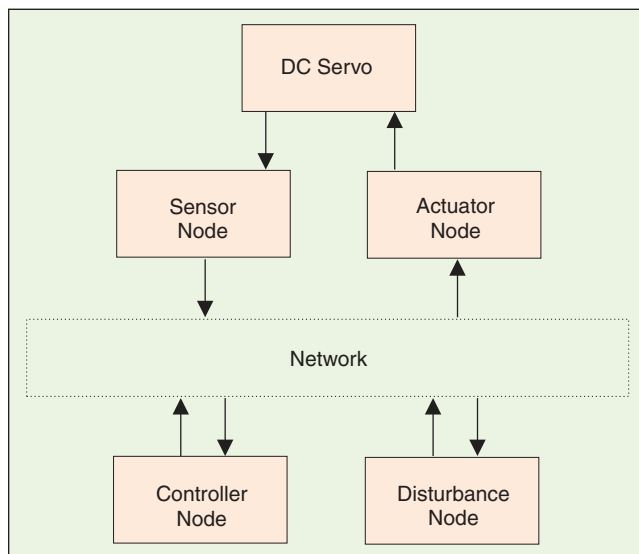 DC Servo
Sensor
Node
Actuator
Node
Network
Controller
Node
Disturbance
Node